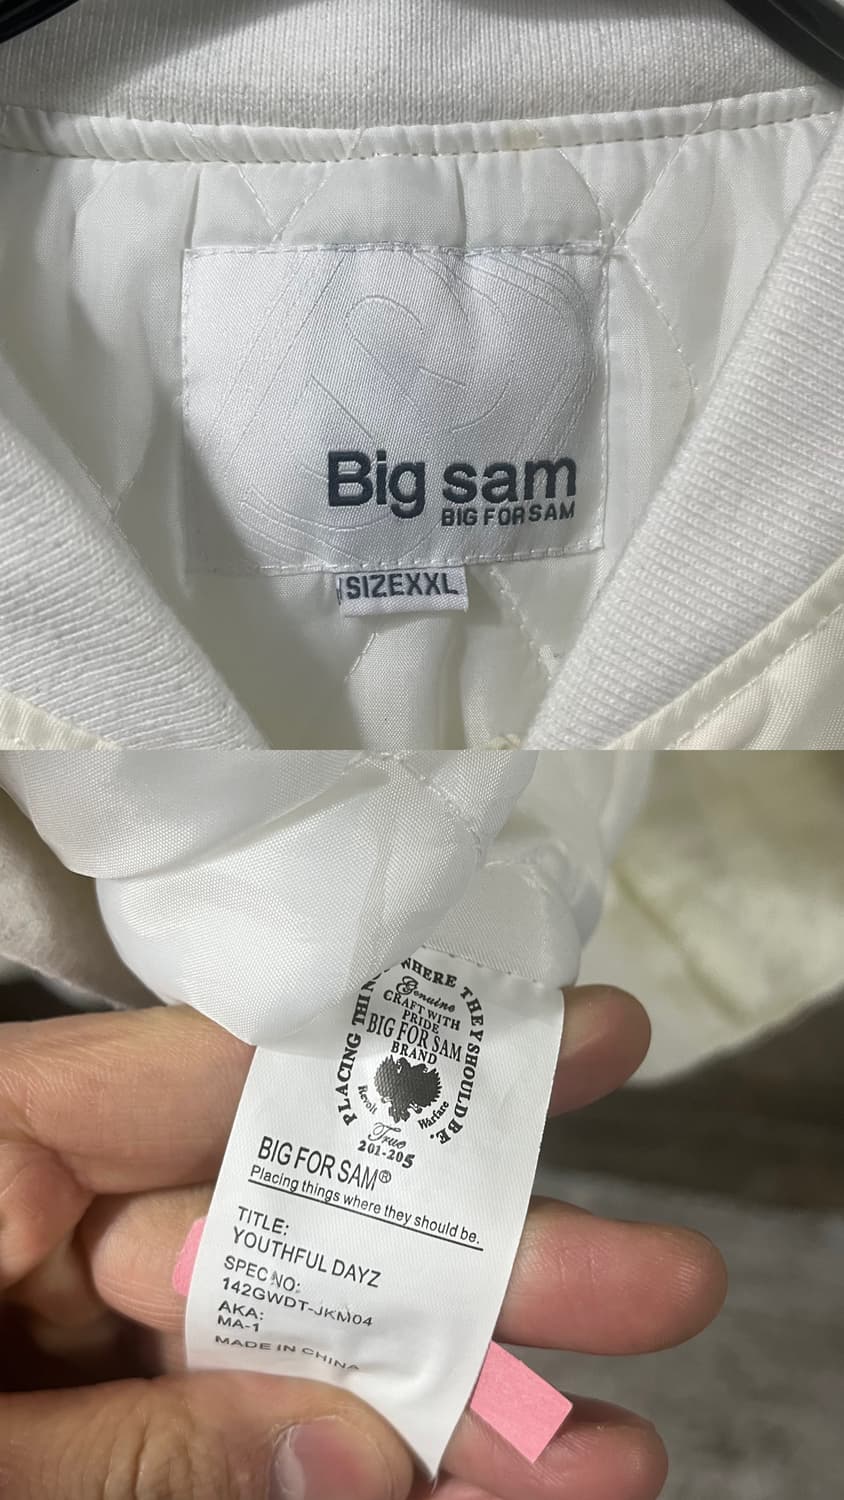 Big sam
BIG FOR SAM
SIZEXXL
PLACING THINGS WHERE THEY SHOULD BE.
Genuine
CRAFT WITH
PRIDE
BIG FOR SAM
BRAND
Revolt Warfare
True
201-205
BIG FOR SAM®
Placing things where they should be.
TITLE:
YOUTHFUL DAYZ
SPEC NO:
142GWDT-JKM04
AKA:
MA-1
MADE IN CHINA